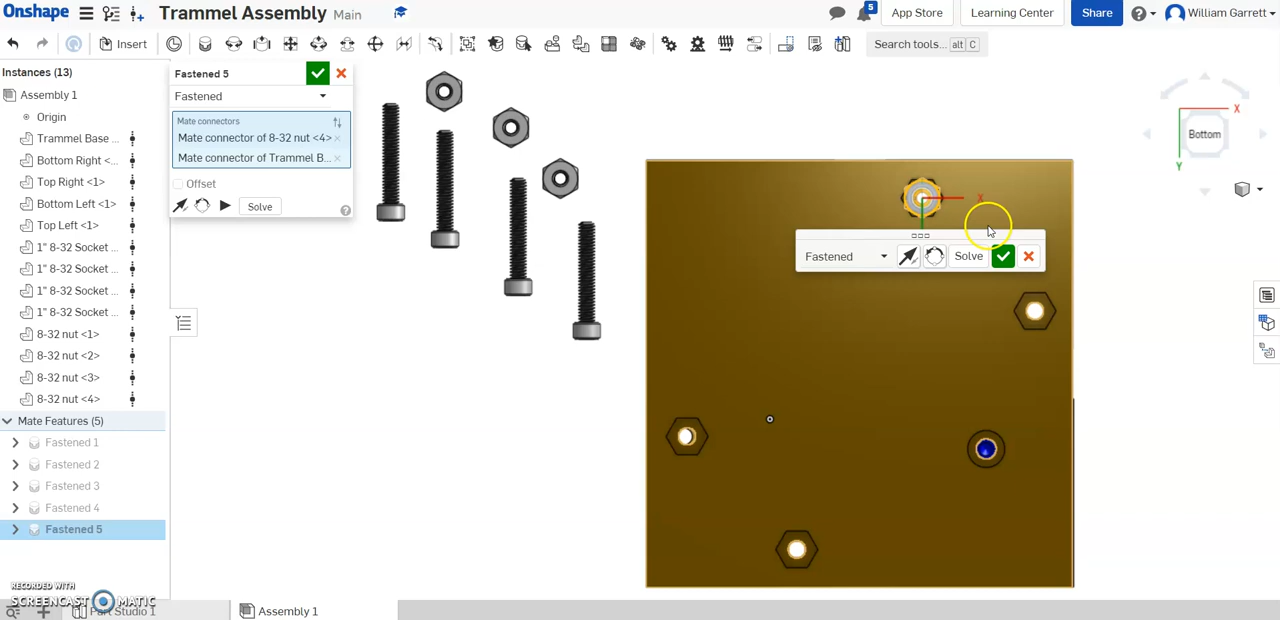 Onshape Trammel Assembly Main 5 App Store Learning Center Share William Garrett
Insert Search tools... alt C
Instances (13)
Assembly 1
Origin
Trammel Base ...
Bottom Right <...
Top Right <1>
Bottom Left <1>
Top Left <1>
1" 8-32 Socket ...
1" 8-32 Socket ...
1" 8-32 Socket ...
1" 8-32 Socket ...
8-32 nut <1>
8-32 nut <2>
8-32 nut <3>
8-32 nut <4>
Mate Features (5)
Fastened 1
Fastened 2
Fastened 3
Fastened 4
Fastened 5
Fastened 5
Fastened
Mate connectors
Mate connector of 8-32 nut <4>
Mate connector of Trammel B...
Offset
Solve
X
Fastened Solve
Bottom
X
Y
RECORDED WITH
SCREENCAST MATIC
Part Studio 1
Assembly 1